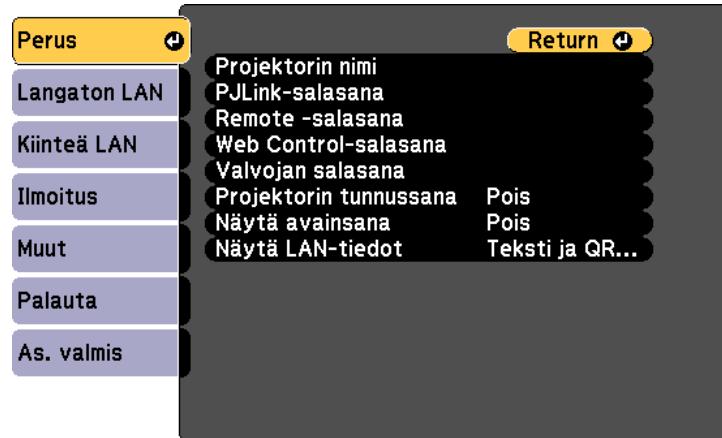 Perus
Langaton LAN
Kiinteä LAN
Ilmoitus
Muut
Palauta
As. valmis
Return
Projektorin nimi
PJLink-salasana
Remote -salasana
Web Control-salasana
Valvojan salasana
Projektorin tunnussana Pois
Näytä avainsana Pois
Näytä LAN-tiedot Teksti ja QR...